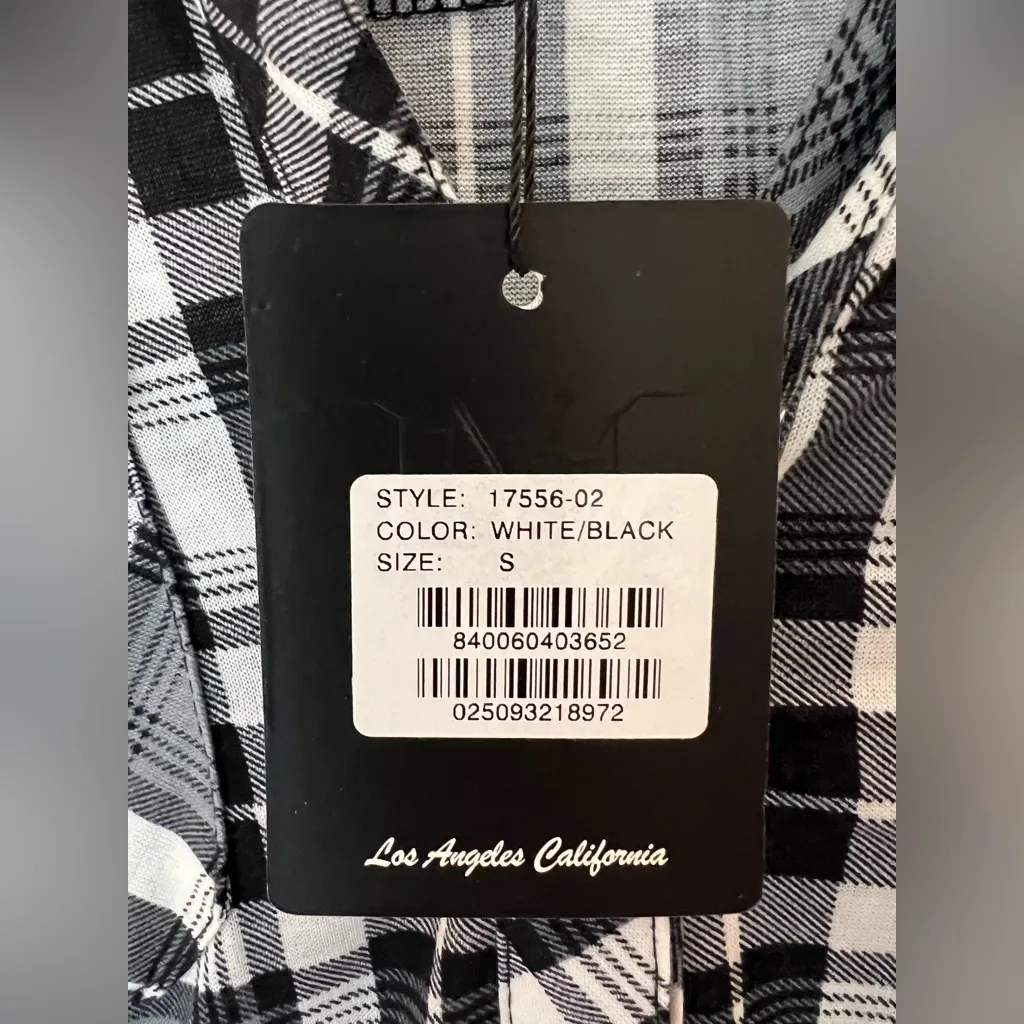 STYLE: 17556-02
COLOR: WHITE/BLACK
SIZE: S
840060403652
025093218972
Los Angeles California